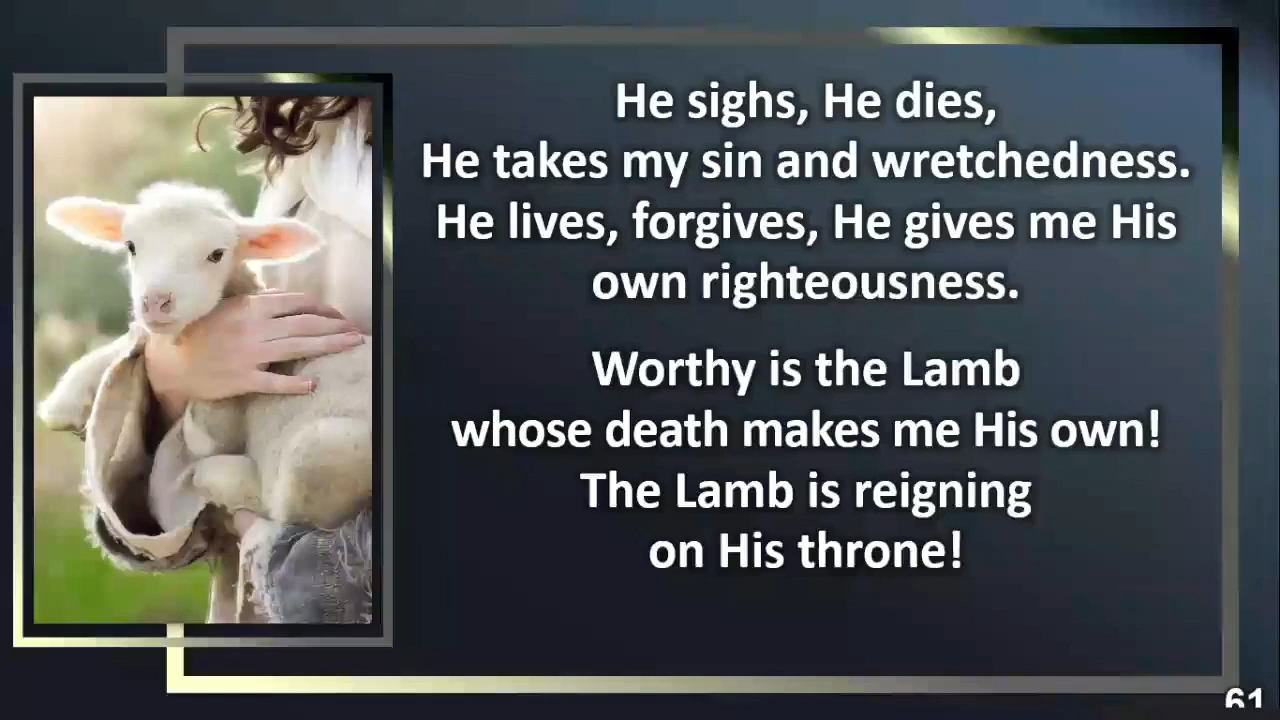 He sighs, He dies,
He takes my sin and wretchedness.
He lives, forgives, He gives me His
own righteousness.
Worthy is the Lamb
whose death makes me His own!
The Lamb is reigning
on His throne!
61